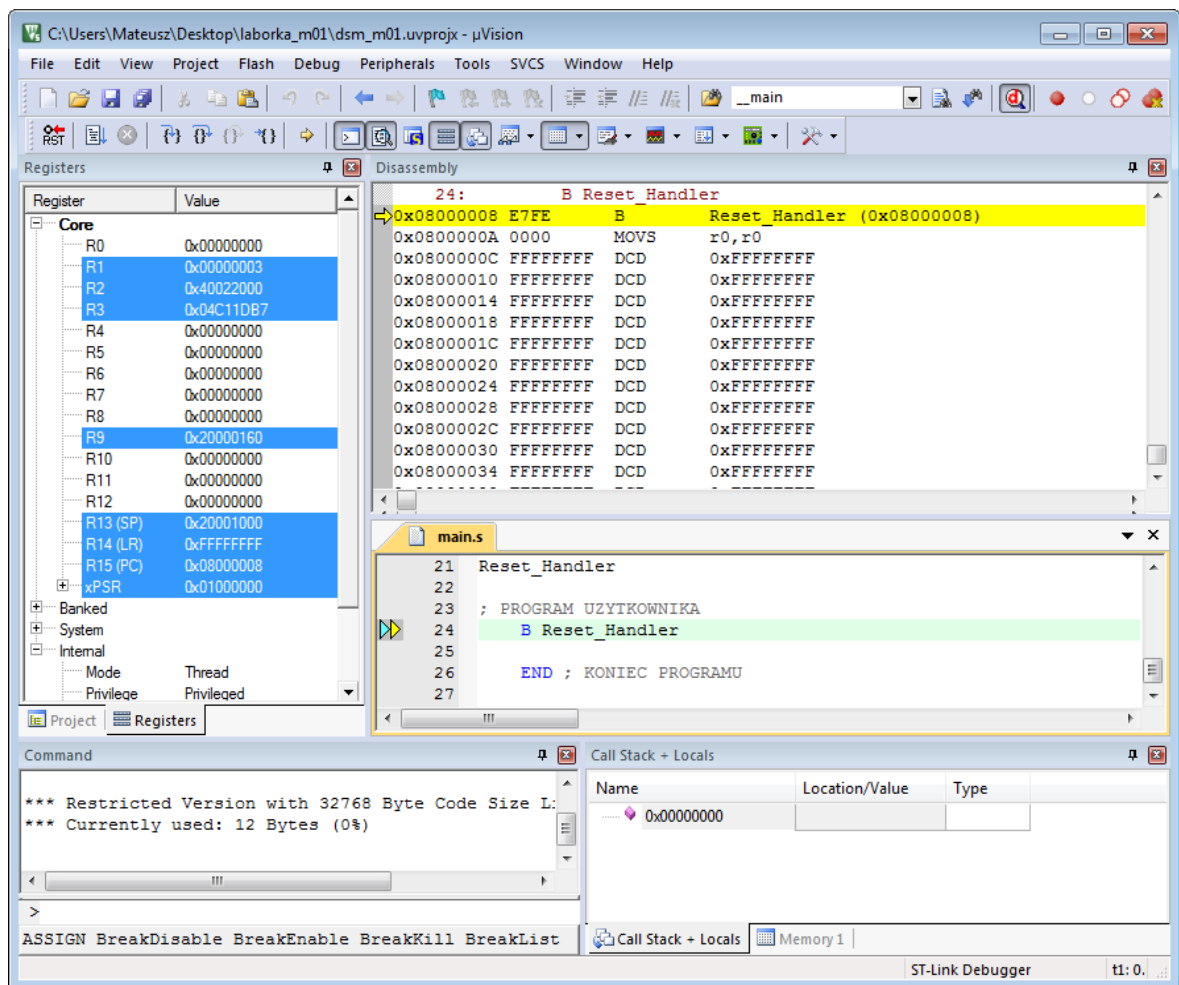 C:\Users\Mateusz\Desktop\laborka_m01\dsm_m01.uvprojx - µVision
File Edit View Project Flash Debug Peripherals Tools SVCS Window Help
__main
RST
Registers
Register Value
Core
R0 0x00000000
R1 0x00000003
R2 0x40022000
R3 0x04C11DB7
R4 0x00000000
R5 0x00000000
R6 0x00000000
R7 0x00000000
R8 0x00000000
R9 0x20000160
R10 0x00000000
R11 0x00000000
R12 0x00000000
R13 (SP) 0x20001000
R14 (LR) 0xFFFFFFFF
R15 (PC) 0x08000008
xPSR 0x01000000
Banked
System
Internal
Mode Thread
Privilege Privileged
Project Registers
Disassembly
24: B Reset_Handler
0x08000008 E7FE B Reset_Handler (0x08000008)
0x0800000A 0000 MOVS r0,r0
0x0800000C FFFFFFFF DCD 0xFFFFFFFF
0x08000010 FFFFFFFF DCD 0xFFFFFFFF
0x08000014 FFFFFFFF DCD 0xFFFFFFFF
0x08000018 FFFFFFFF DCD 0xFFFFFFFF
0x0800001C FFFFFFFF DCD 0xFFFFFFFF
0x08000020 FFFFFFFF DCD 0xFFFFFFFF
0x08000024 FFFFFFFF DCD 0xFFFFFFFF
0x08000028 FFFFFFFF DCD 0xFFFFFFFF
0x0800002C FFFFFFFF DCD 0xFFFFFFFF
0x08000030 FFFFFFFF DCD 0xFFFFFFFF
0x08000034 FFFFFFFF DCD 0xFFFFFFFF
main.s
21 Reset_Handler
22
23 ; PROGRAM UZYTKOWNIKA
24 B Reset_Handler
25
26 END ; KONIEC PROGRAMU
27
Command
*** Restricted Version with 32768 Byte Code Size L
*** Currently used: 12 Bytes (0%)
>
ASSIGN BreakDisable BreakEnable BreakKill BreakList
Call Stack + Locals
Name Location/Value Type
0x00000000
Call Stack + Locals Memory 1
ST-Link Debugger t1: 0.